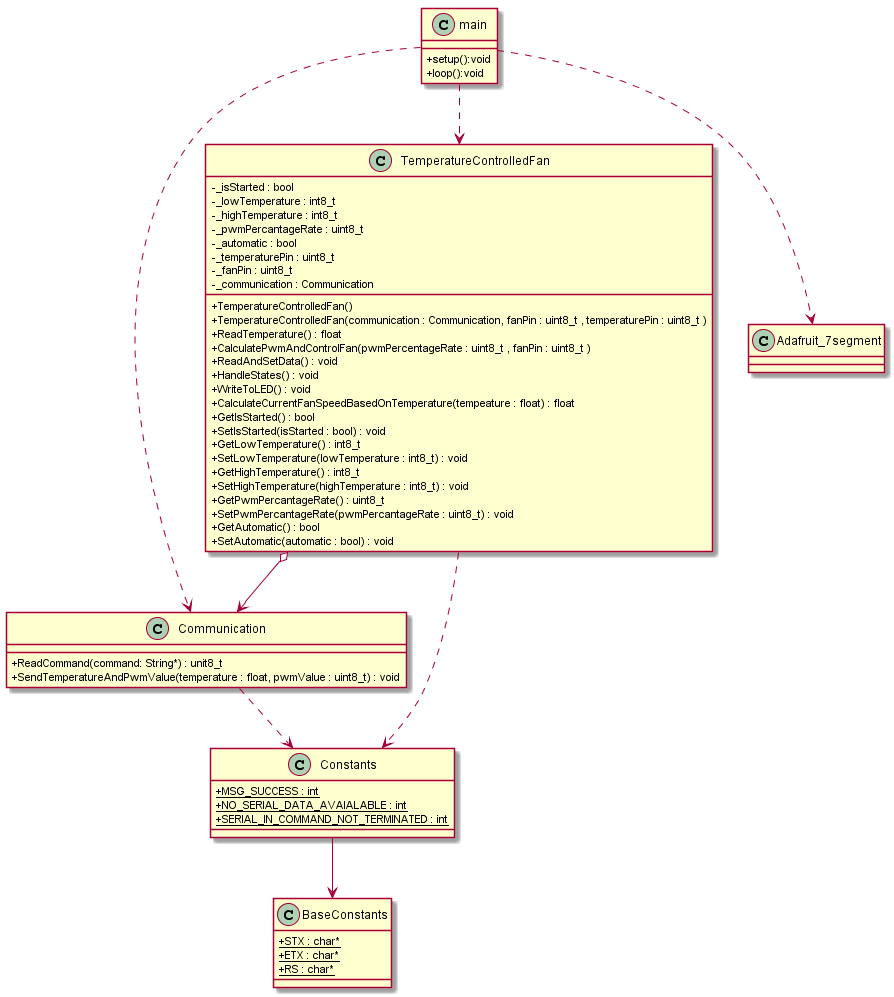 C main
+setup():void
+loop():void
C TemperatureControlledFan
-_isStarted : bool
-_lowTemperature : int8_t
-_highTemperature : int8_t
-_pwmPercantageRate : uint8_t
-_automatic : bool
-_temperaturePin : uint8_t
-_fanPin : uint8_t
-_communication : Communication
+TemperatureControlledFan()
+TemperatureControlledFan(communication : Communication, fanPin : uint8_t , temperaturePin : uint8_t )
+ReadTemperature() : float
+CalculatePwmAndControlFan(pwmPercentageRate : uint8_t , fanPin : uint8_t )
+ReadAndSetData() : void
+HandleStates() : void
+WriteToLED() : void
+CalculateCurrentFanSpeedBasedOnTemperature(tempeature : float) : float
+GetIsStarted() : bool
+SetIsStarted(isStarted : bool) : void
+GetLowTemperature() : int8_t
+SetLowTemperature(lowTemperature : int8_t) : void
+GetHighTemperature() : int8_t
+SetHighTemperature(highTemperature : int8_t) : void
+GetPwmPercantageRate() : uint8_t
+SetPwmPercantageRate(pwmPercantageRate : uint8_t) : void
+GetAutomatic() : bool
+SetAutomatic(automatic : bool) : void
C Adafruit_7segment
C Communication
+ReadCommand(command: String*) : unit8_t
+SendTemperatureAndPwmValue(temperature : float, pwmValue : uint8_t) : void
C Constants
+MSG_SUCCESS : int
+NO_SERIAL_DATA_AVAIALABLE : int
+SERIAL_IN_COMMAND_NOT_TERMINATED : int
C BaseConstants
+STX : char*
+ETX : char*
+RS : char*